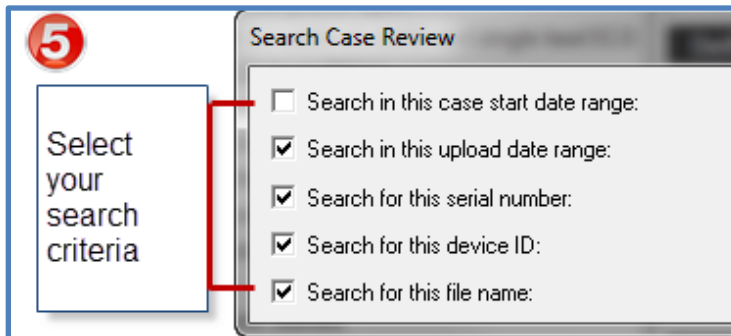 5
Search Case Review
Select
your
search
criteria
Search in this case start date range:
Search in this upload date range:
Search for this serial number:
Search for this device ID:
Search for this file name: